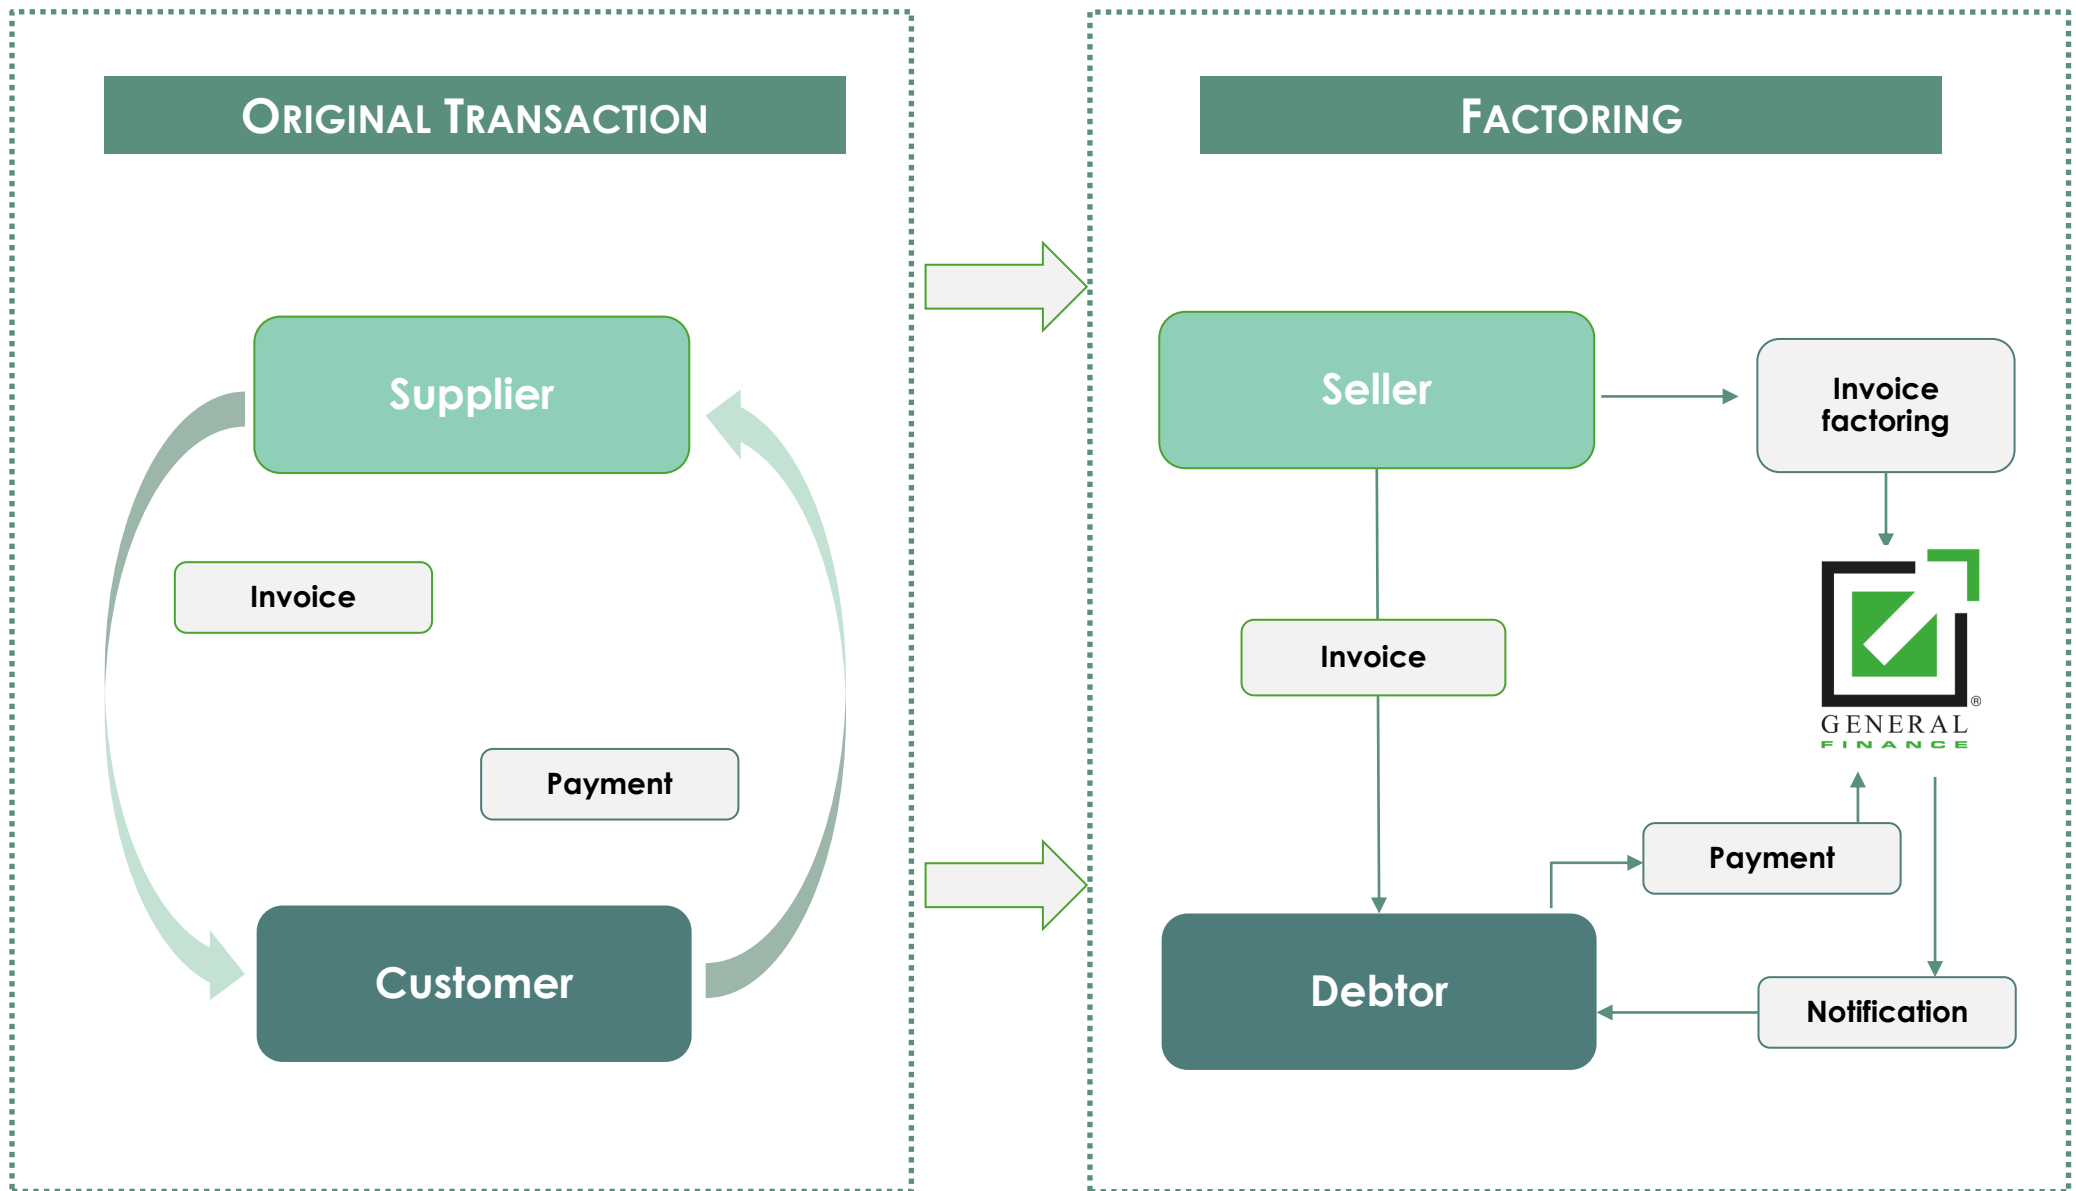 ORIGINAL TRANSACTION
Supplier
Invoice
Payment
Customer
FACTORING
Seller
Invoice
factoring
Invoice
GENERAL
FINANCE
®
Payment
Debtor
Notification